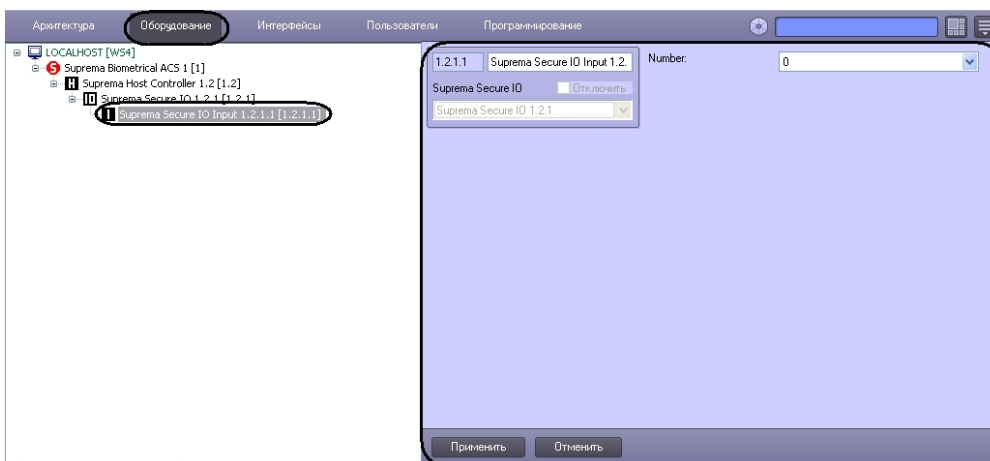 Архитектура Оборудование Интерфейсы Пользователи Программирование
LOCALHOST [WS4]
Suprema Biometrical ACS 1 [1]
Suprema Host Controller 1.2 [1.2]
Suprema Secure IO 1.2.1 [1.2.1]
Suprema Secure IO Input 1.2.1.1 [1.2.1.1]
1.2.1.1 Suprema Secure IO Input 1.2.
Suprema Secure IO Отключить
Suprema Secure IO 1.2.1
Number: 0
Применить Отменить